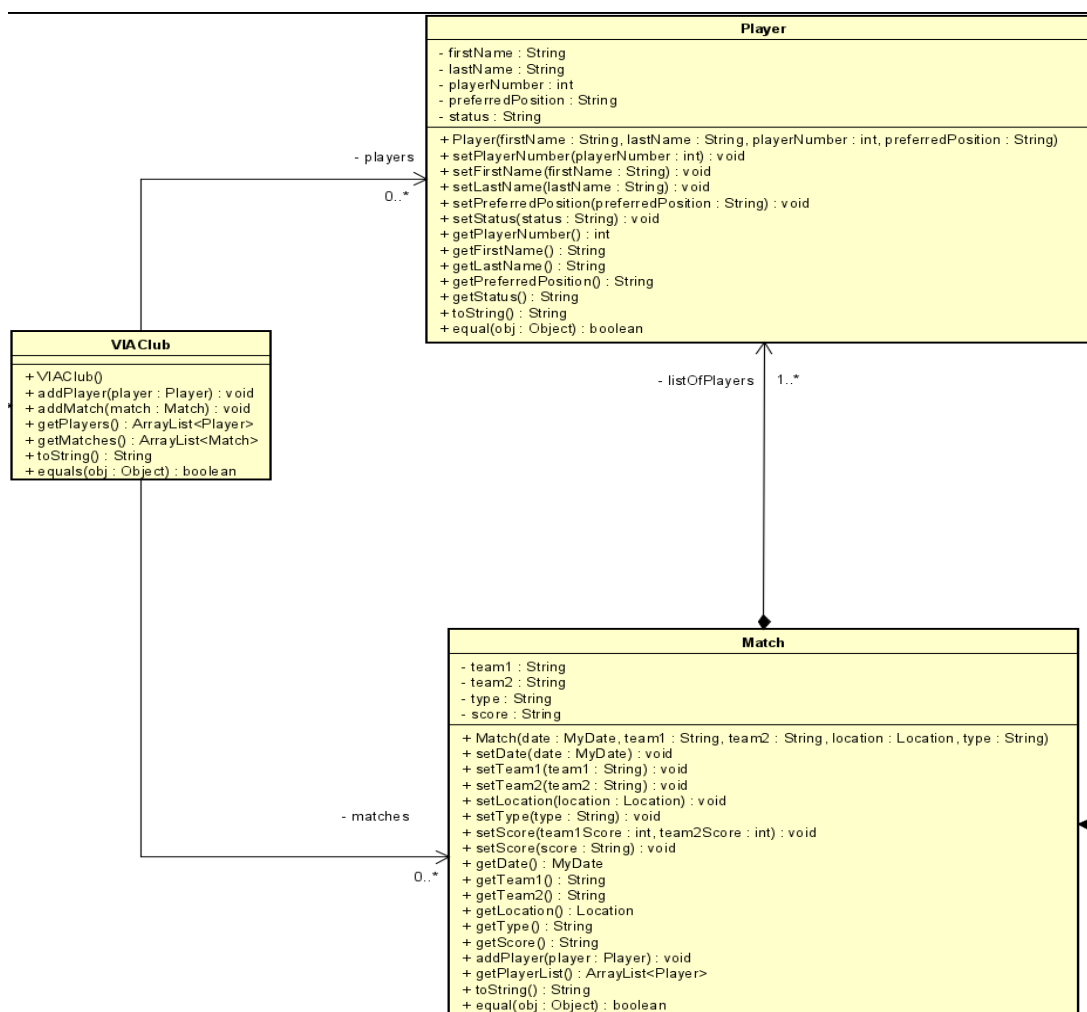 Player
- firstName : String
- lastName : String
- playerNumber : int
- preferredPosition : String
- status : String
+ Player(firstName : String, lastName : String, playerNumber : int, preferredPosition : String)
+ setPlayerNumber(playerNumber : int) : void
+ setFirstName(firstName : String) : void
+ setLastName(lastName : String) : void
+ setPreferredPosition(preferredPosition : String) : void
+ setStatus(status : String) : void
+ getPlayerNumber() : int
+ getFirstName() : String
+ getLastName() : String
+ getPreferredPosition() : String
+ getStatus() : String
+ toString() : String
+ equal(obj : Object) : boolean
- players
0..*
VIAClub
+ VIAClub()
+ addPlayer(player : Player) : void
+ addMatch(match : Match) : void
+ getPlayers() : ArrayList<Player>
+ getMatches() : ArrayList<Match>
+ toString() : String
+ equals(obj : Object) : boolean
- listOfPlayers
1..*
- matches
0..*
Match
- team1 : String
- team2 : String
- type : String
- score : String
+ Match(date : MyDate, team1 : String, team2 : String, location : Location, type : String)
+ setDate(date : MyDate) : void
+ setTeam1(team1 : String) : void
+ setTeam2(team2 : String) : void
+ setLocation(location : Location) : void
+ setType(type : String) : void
+ setScore(team1Score : int, team2Score : int) : void
+ setScore(score : String) : void
+ getDate() : MyDate
+ getTeam1() : String
+ getTeam2() : String
+ getLocation() : Location
+ getType() : String
+ getScore() : String
+ addPlayer(player : Player) : void
+ getPlayerList() : ArrayList<Player>
+ toString() : String
+ equal(obj : Object) : boolean